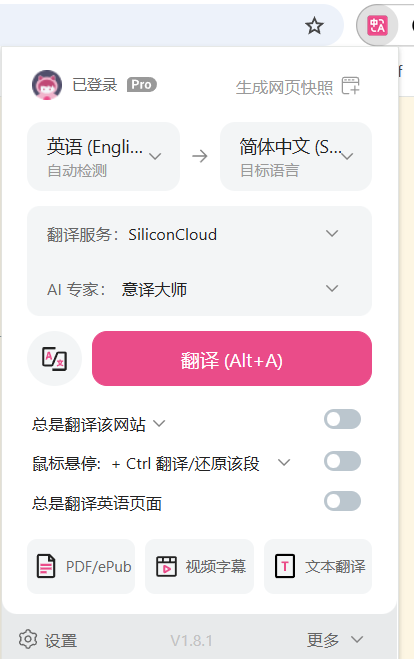 已登录 Pro
生成网页快照
英语 (Engli...
自动检测
简体中文 (S...
目标语言
翻译服务: SiliconCloud
AI 专家: 意译大师
翻译 (Alt+A)
总是翻译该网站
鼠标悬停: + Ctrl 翻译/还原该段
总是翻译英语页面
PDF/ePub
视频字幕
文本翻译
设置
V1.8.1
更多